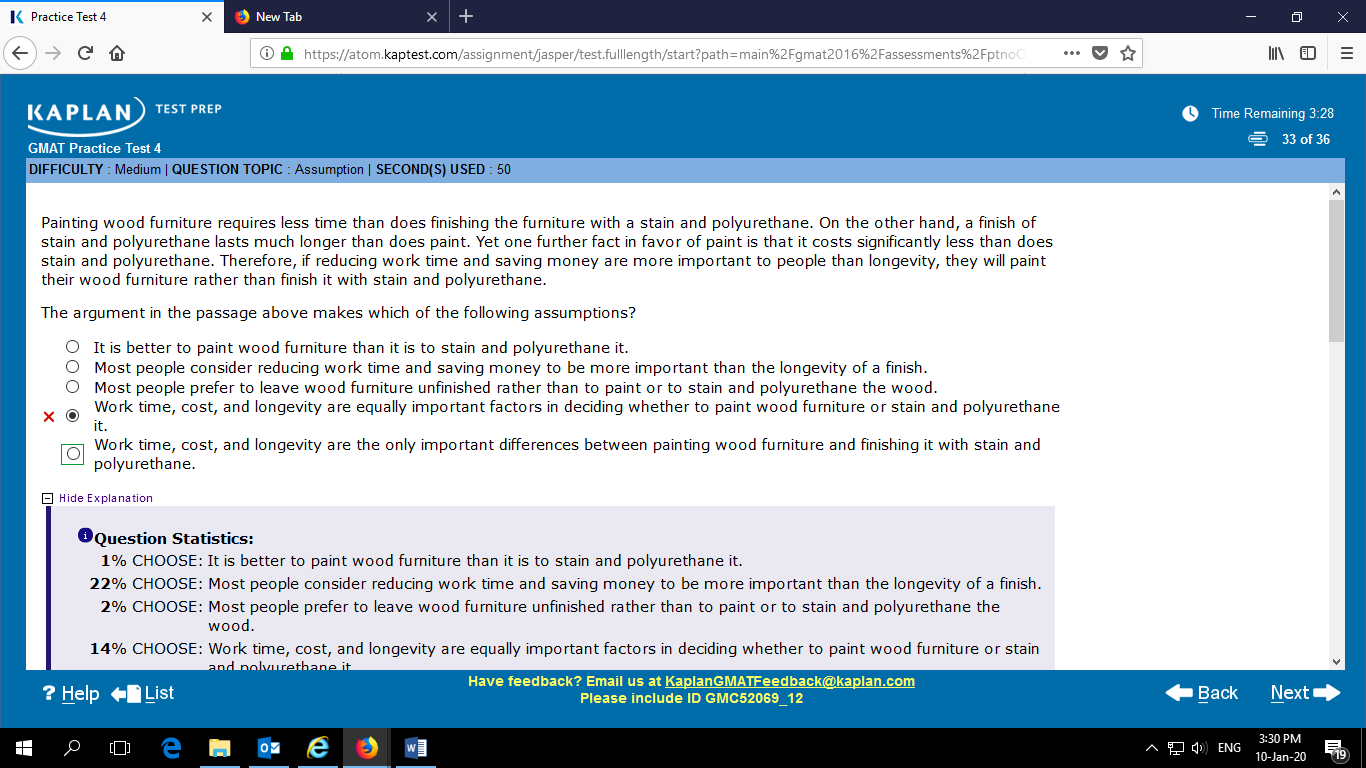 Practice Test 4
New Tab
https://atom.kaptest.com/assignment/jasper/test.fulllength/start?path=main%2Fgmat2016%2Fassessments%2Fptno
KAPLAN TEST PREP
Time Remaining 3:28
GMAT Practice Test 4
33 of 36
DIFFICULTY : Medium | QUESTION TOPIC : Assumption | SECOND(S) USED : 50
Painting wood furniture requires less time than does finishing the furniture with a stain and polyurethane. On the other hand, a finish of
stain and polyurethane lasts much longer than does paint. Yet one further fact in favor of paint is that it costs significantly less than does
stain and polyurethane. Therefore, if reducing work time and saving money are more important to people than longevity, they will paint
their wood furniture rather than finish it with stain and polyurethane.
The argument in the passage above makes which of the following assumptions?
It is better to paint wood furniture than it is to stain and polyurethane it.
Most people consider reducing work time and saving money to be more important than the longevity of a finish.
Most people prefer to leave wood furniture unfinished rather than to paint or to stain and polyurethane the wood.
Work time, cost, and longevity are equally important factors in deciding whether to paint wood furniture or stain and polyurethane
it.
Work time, cost, and longevity are the only important differences between painting wood furniture and finishing it with stain and
polyurethane.
Hide Explanation
Question Statistics:
1% CHOOSE: It is better to paint wood furniture than it is to stain and polyurethane it.
22% CHOOSE: Most people consider reducing work time and saving money to be more important than the longevity of a finish.
2% CHOOSE: Most people prefer to leave wood furniture unfinished rather than to paint or to stain and polyurethane the
wood.
14% CHOOSE: Work time, cost, and longevity are equally important factors in deciding whether to paint wood furniture or stain
and polyurethane it.
? Help
List
Have feedback? Email us at KaplanGMATFeedback@kaplan.com
Please include ID GMC52069_12
Back
Next
ENG
3:30 PM
10-Jan-20
19